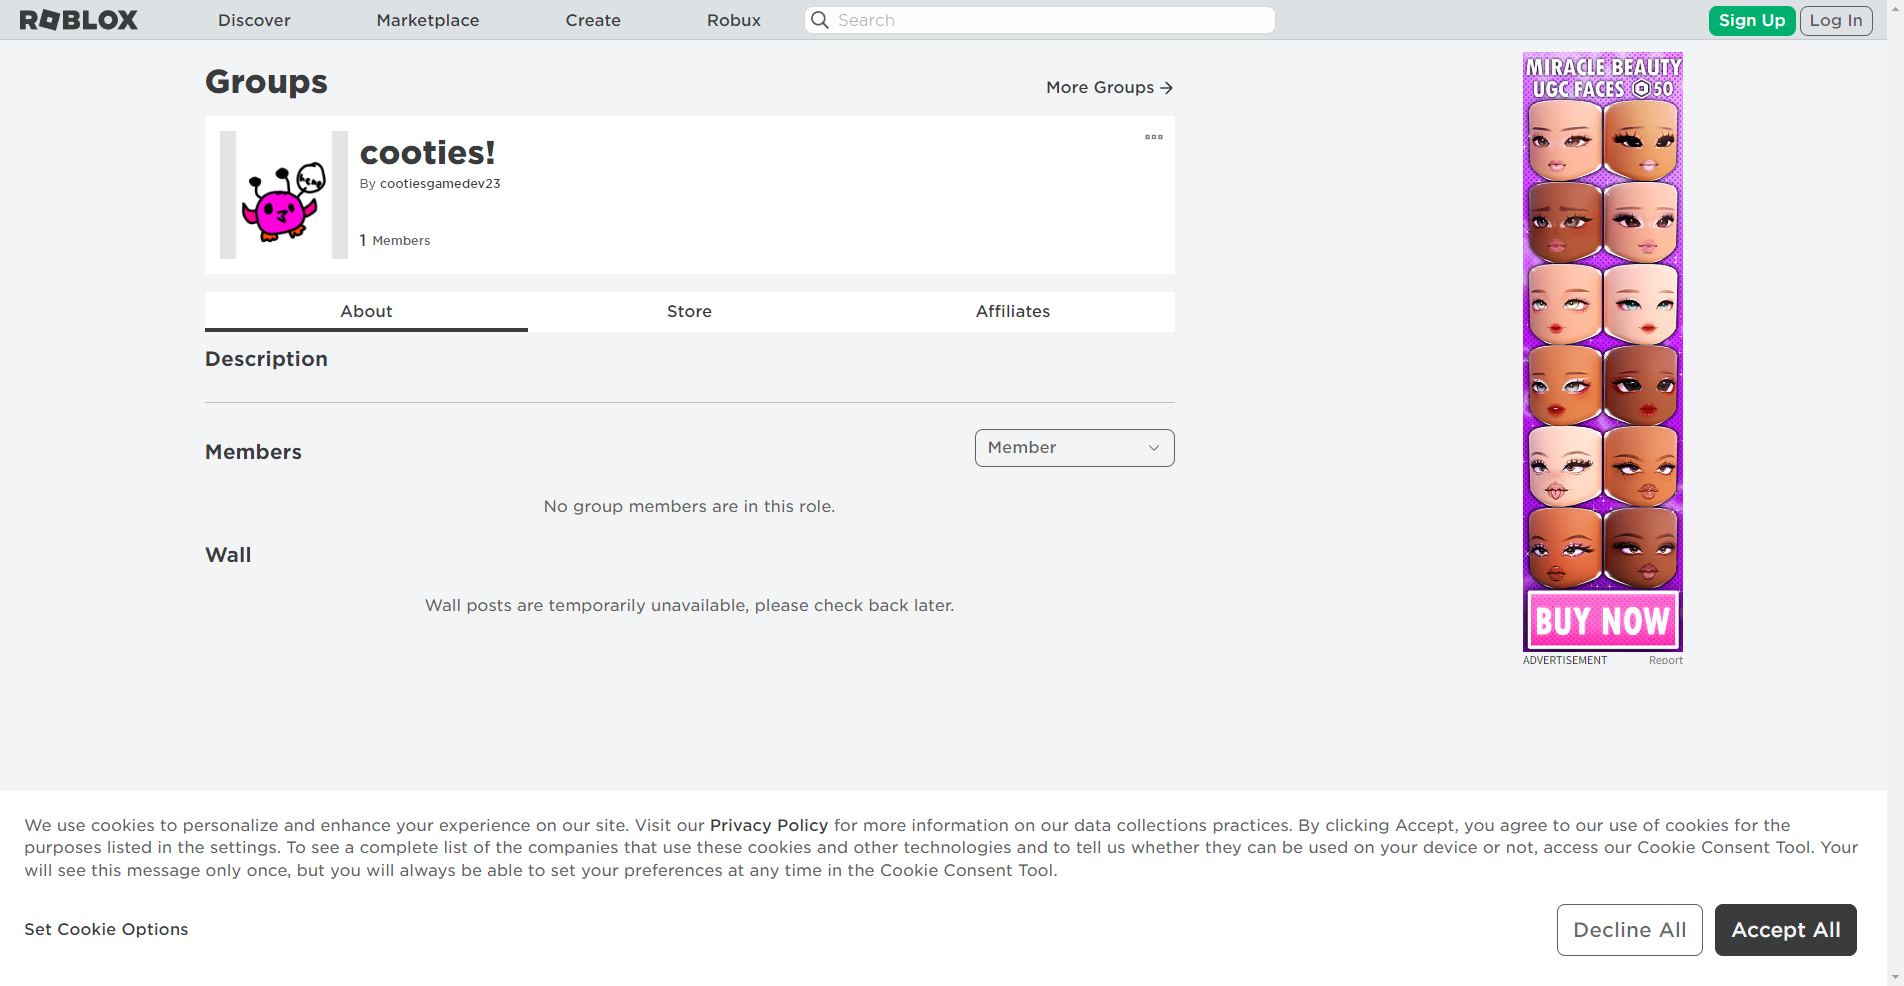 ROBLOX
Discover
Marketplace
Create
Robux
Search
Sign Up
Log In
Groups
More Groups
cooties!
By cootiesgamedev23
1 Members
About
Store
Affiliates
Description
Members
Member
No group members are in this role.
Wall
Wall posts are temporarily unavailable, please check back later.
MIRACLE BEAUTY
UGC FACES 50
BUY NOW
ADVERTISEMENT
Report
We use cookies to personalize and enhance your experience on our site. Visit our Privacy Policy for more information on our data collections practices. By clicking Accept, you agree to our use of cookies for the
purposes listed in the settings. To see a complete list of the companies that use these cookies and other technologies and to tell us whether they can be used on your device or not, access our Cookie Consent Tool. Your
will see this message only once, but you will always be able to set your preferences at any time in the Cookie Consent Tool.
Set Cookie Options
Decline All
Accept All